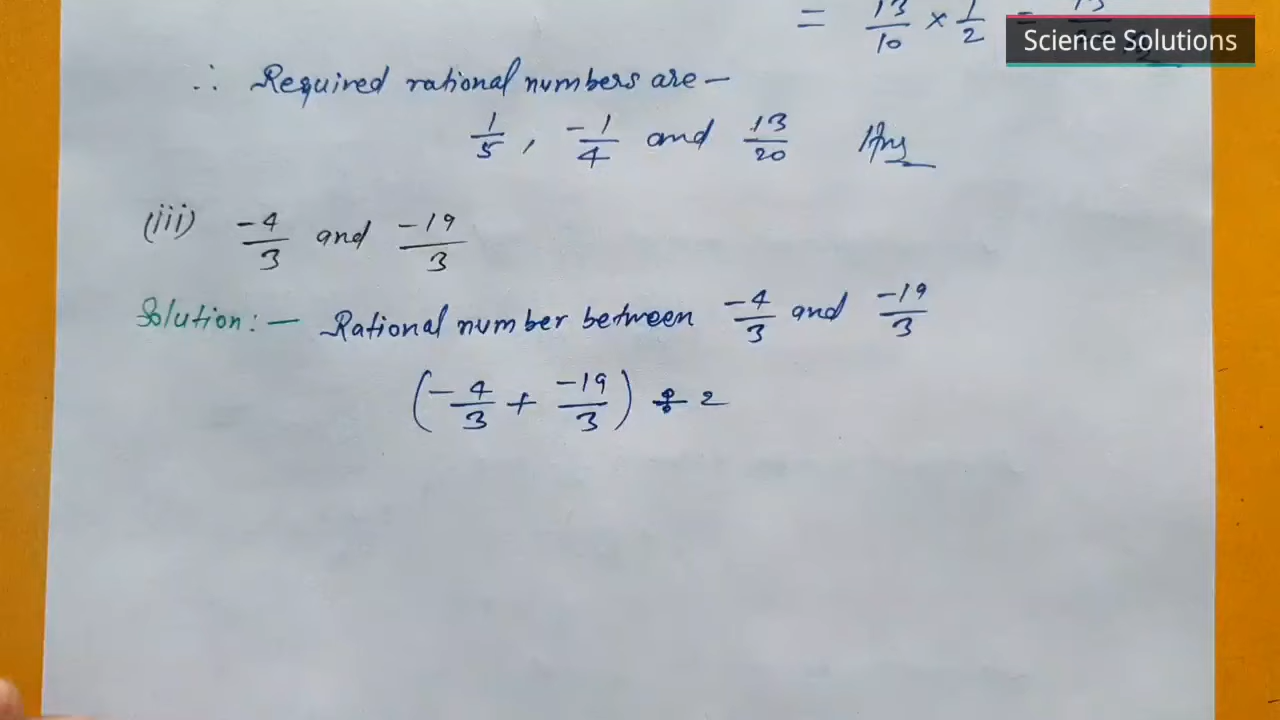 = 13/10 × 1/2 =
Science Solutions
∴ Required rational numbers are —
1/5, -1/4 and 13/20 Ans
(iii) -4/3 and -19/3
Solution:— Rational number between -4/3 and -19/3
(-4/3 + -19/3) ÷ 2